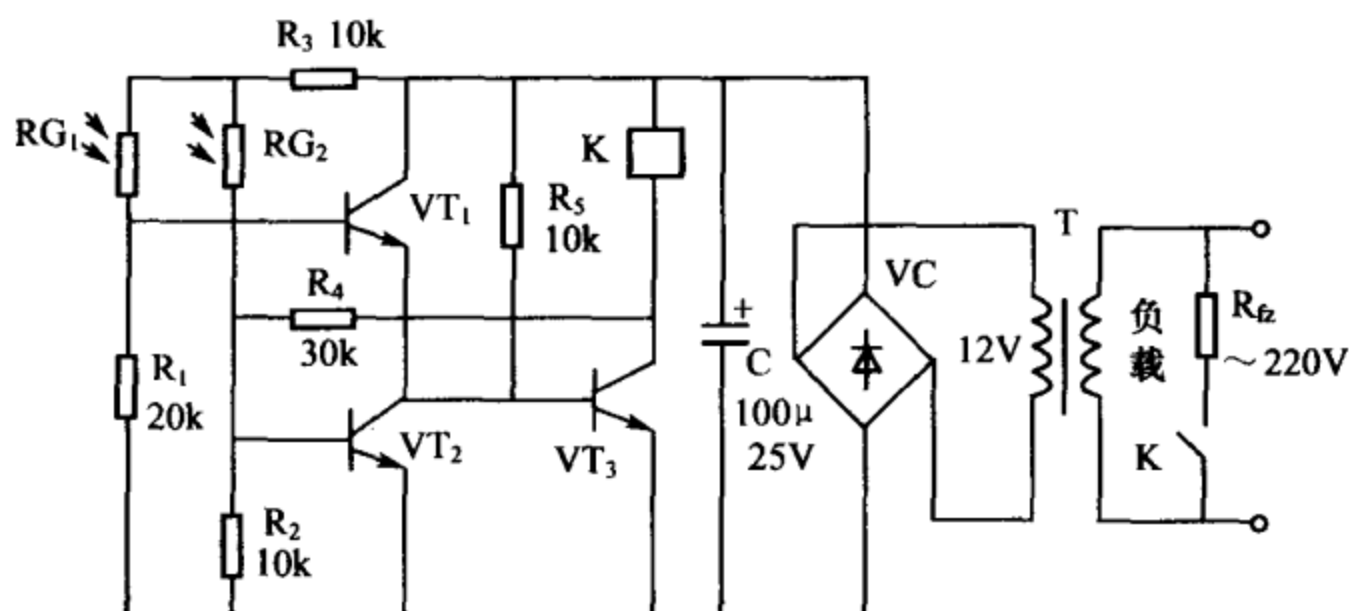 R₃ 10k
RG₁
RG₂
K
VT₁
R₅
10k
T
R₄
30k
VC
+
C
100μ
25V
12V
负
载
R_fz
~220V
R₁
20k
VT₂
VT₃
K
R₂
10k